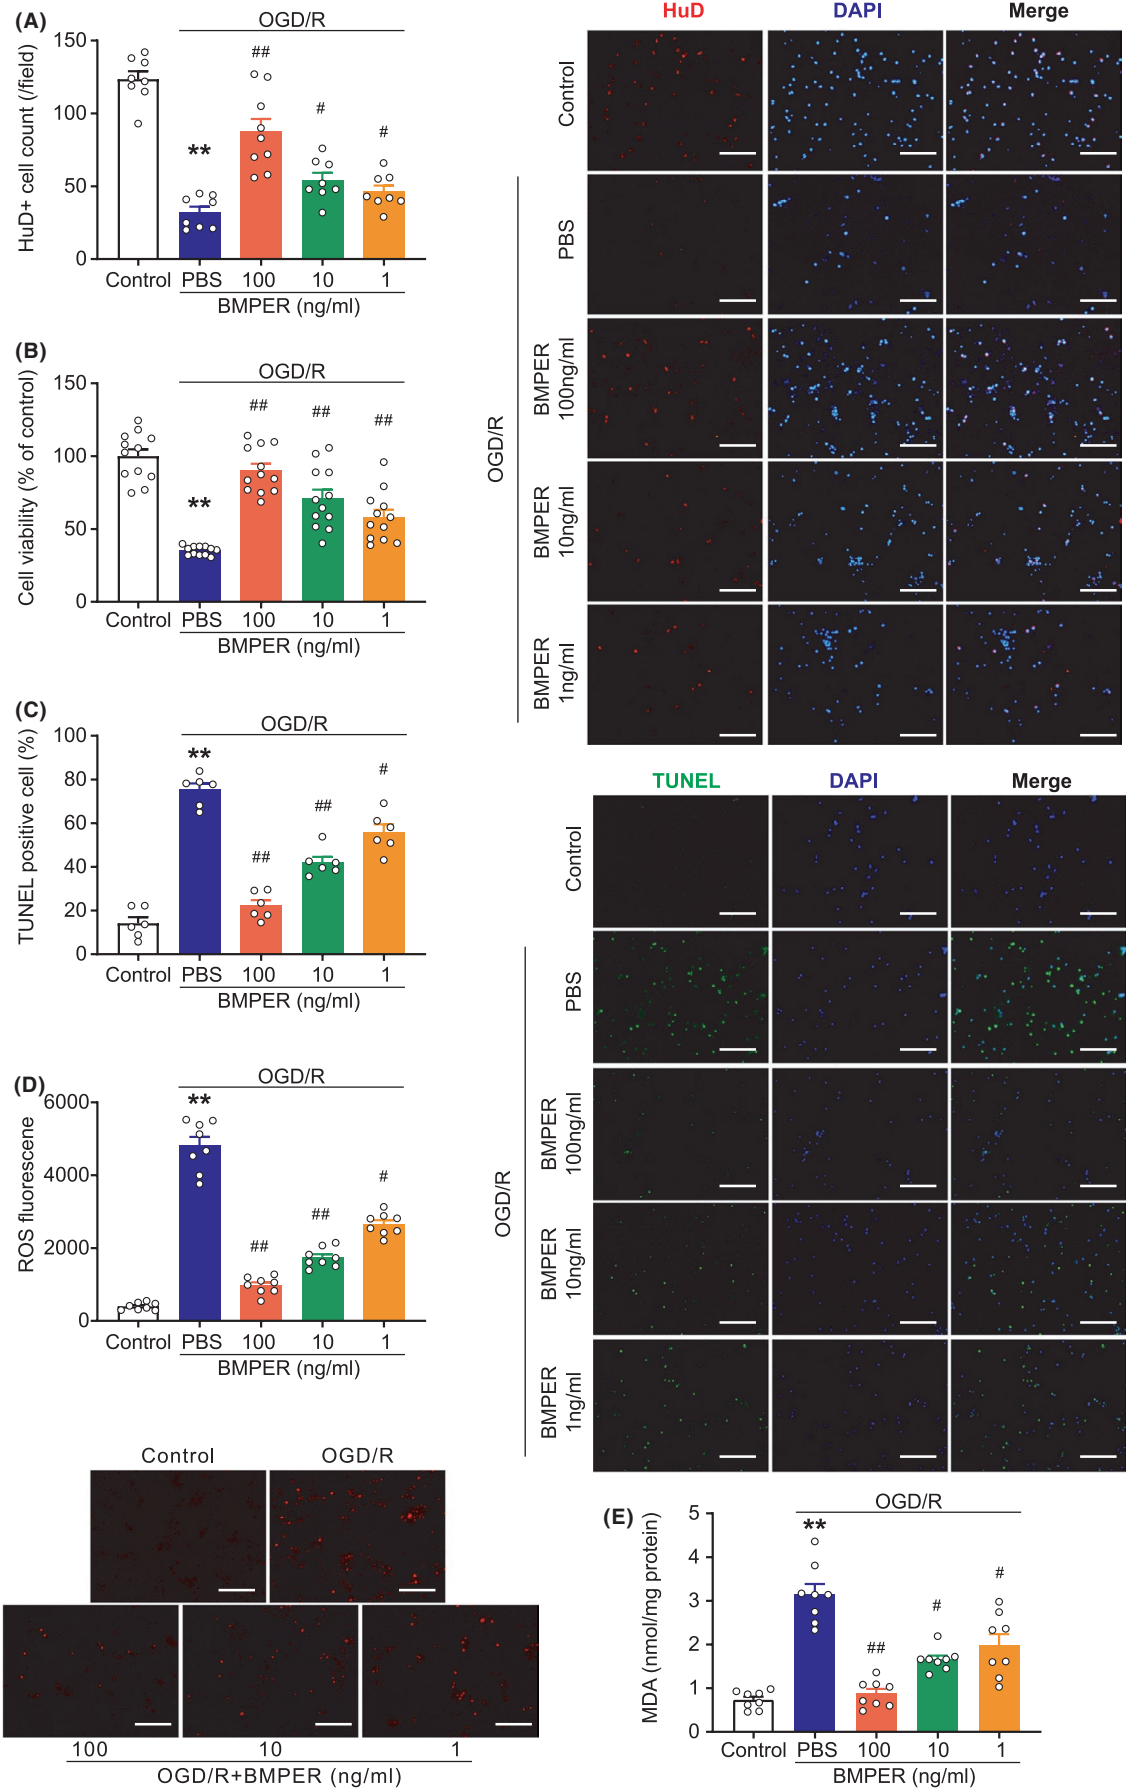 (A)
OGD/R
HuD+ cell count (/field)
150
100
50
0
##
#
#
**
Control
PBS
100
10
1
BMPER (ng/ml)
(B)
OGD/R
Cell viability (% of control)
150
100
50
0
##
##
##
**
Control
PBS
100
10
1
BMPER (ng/ml)
(C)
OGD/R
TUNEL positive cell (%)
100
80
60
40
20
0
**
##
##
#
Control
PBS
100
10
1
BMPER (ng/ml)
(D)
OGD/R
ROS fluorescene
6000
4000
2000
0
**
##
##
#
Control
PBS
100
10
1
BMPER (ng/ml)
Control
OGD/R
100
10
1
OGD/R+BMPER (ng/ml)
HuD
DAPI
Merge
Control
PBS
BMPER
100ng/ml
BMPER
10ng/ml
BMPER
1ng/ml
OGD/R
TUNEL
DAPI
Merge
Control
PBS
BMPER
100ng/ml
BMPER
10ng/ml
BMPER
1ng/ml
OGD/R
(E)
OGD/R
MDA (nmol/mg protein)
5
4
3
2
1
0
**
##
#
#
Control
PBS
100
10
1
BMPER (ng/ml)